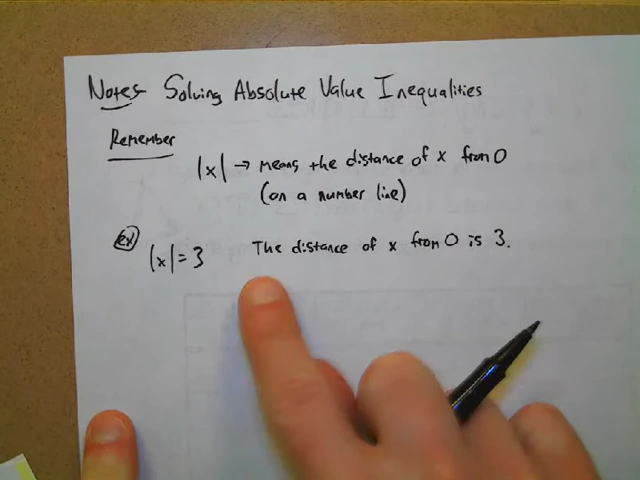 Notes Solving Absolute Value Inequalities
Remember
|x| → means the distance of x from 0
(on a number line)
ex |x| = 3 The distance of x from 0 is 3.